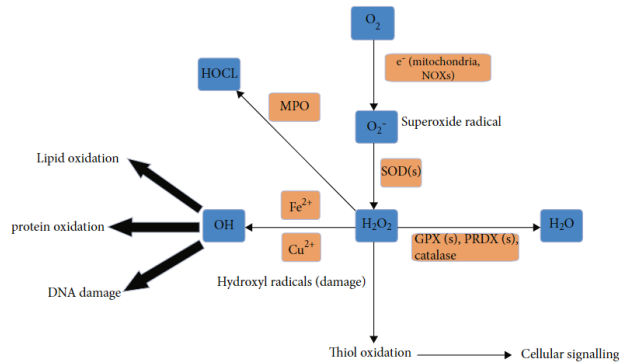 O₂
e⁻ (mitochondria,
NOXs)
HOCL
MPO
O₂⁻
Superoxide radical
SOD(s)
Lipid oxidation
Fe²⁺
protein oxidation
OH
H₂O₂
H₂O
Cu²⁺
GPX (s), PRDX (s),
catalase
Hydroxyl radicals (damage)
DNA damage
Thiol oxidation
Cellular signalling